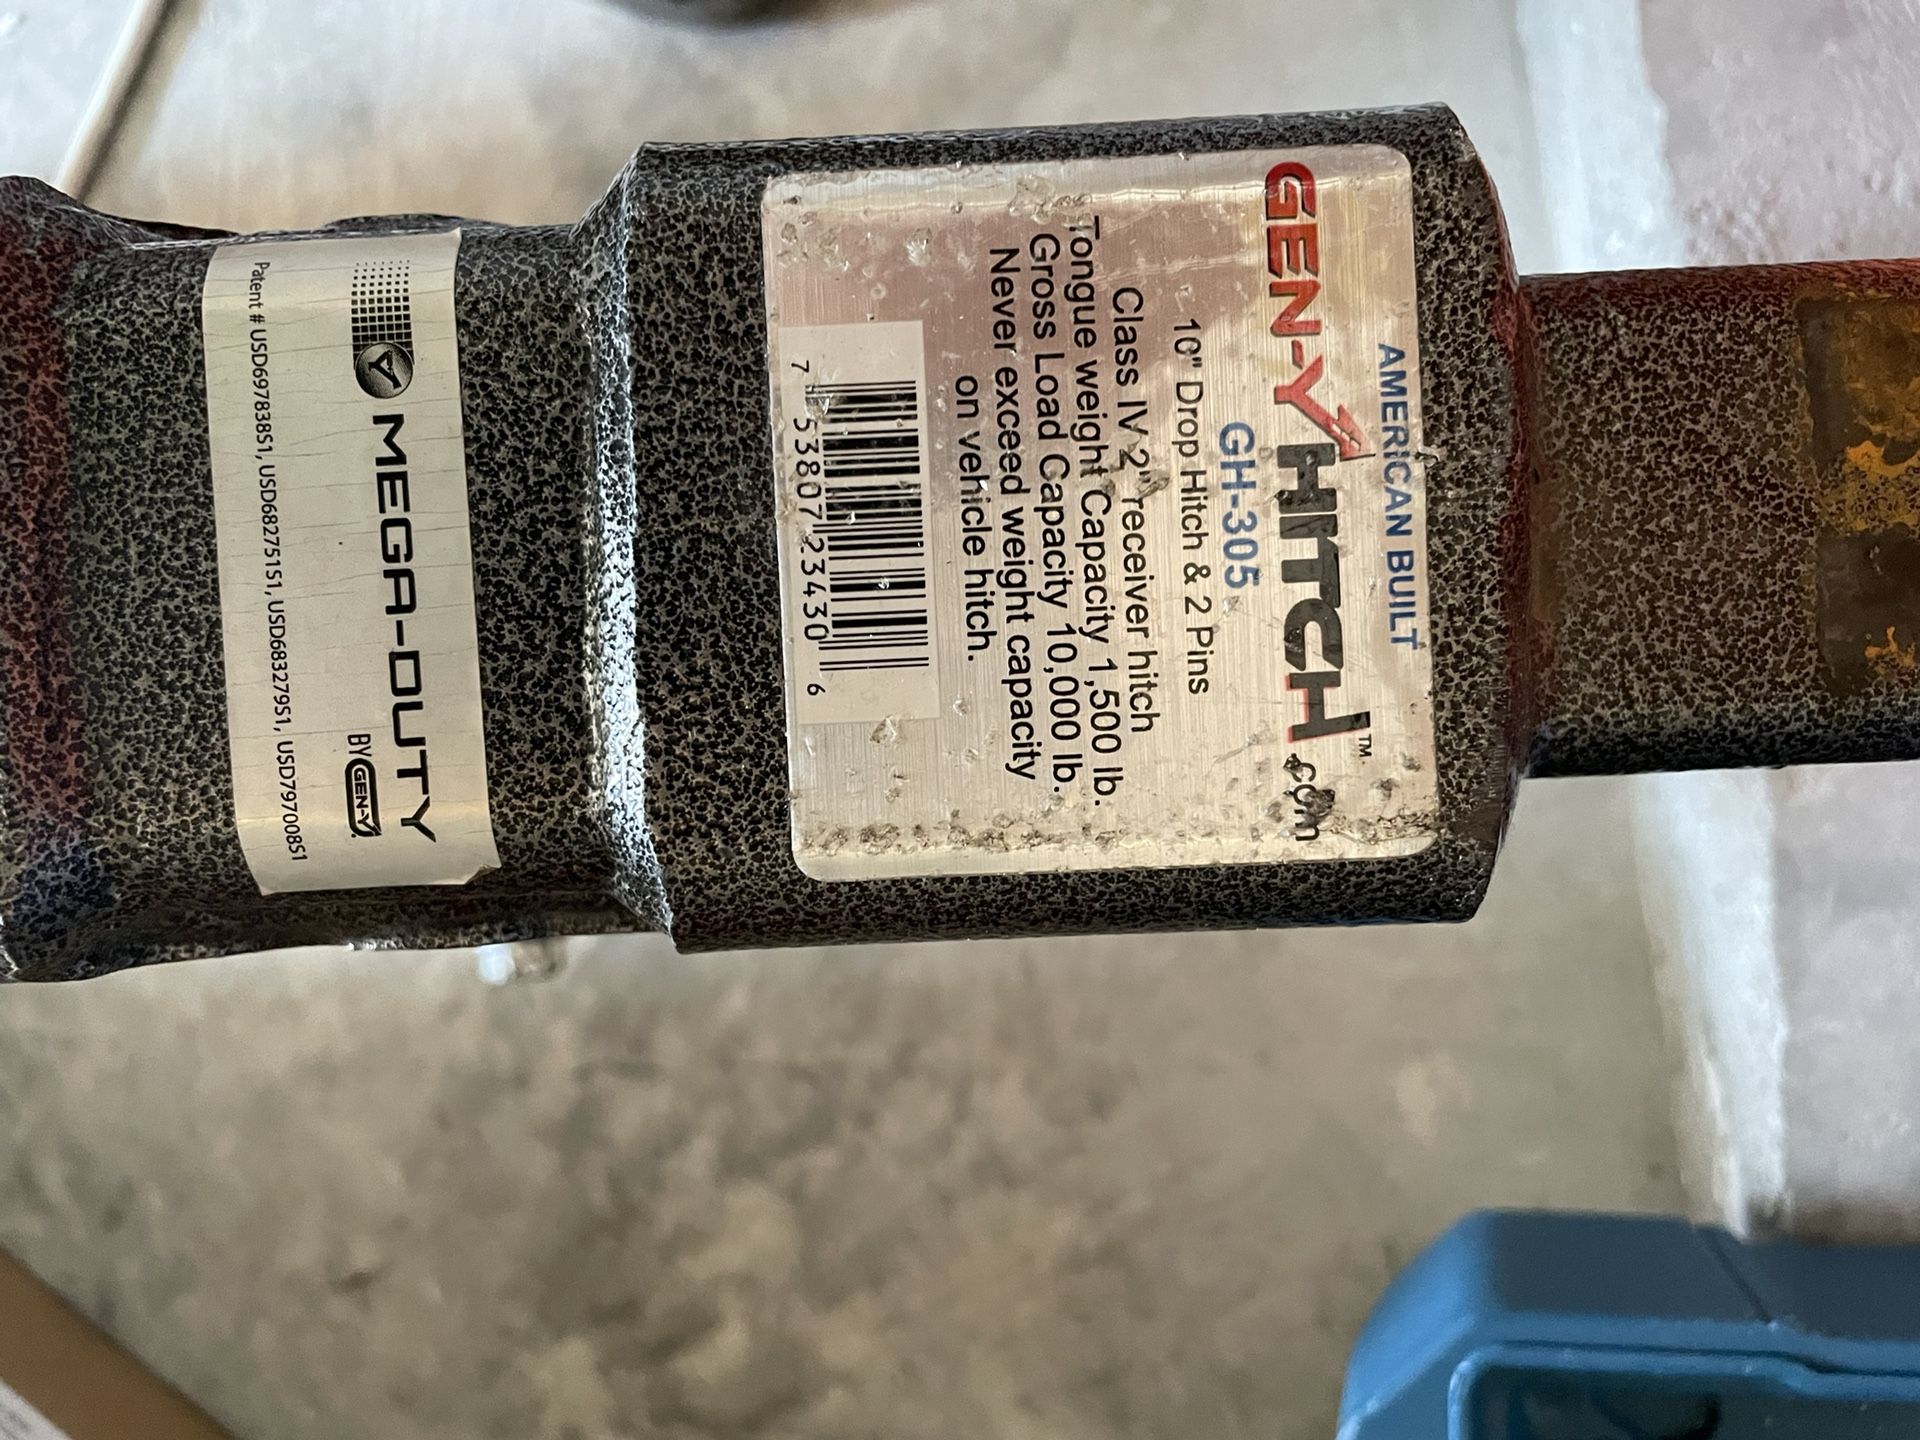 AMERICAN BUILT
GEN-Y HITCH™.com
GH-305
10" Drop Hitch & 2 Pins
Class IV 2" receiver hitch
Tongue weight Capacity 1,500 lb.
Gross Load Capacity 10,000 lb.
Never exceed weight capacity
on vehicle hitch.
7 53807 23430 6
MEGA-DUTY
BY GEN-Y
Patent # USD697838S1, USD682751S1, USD683279S1, USD797008S1